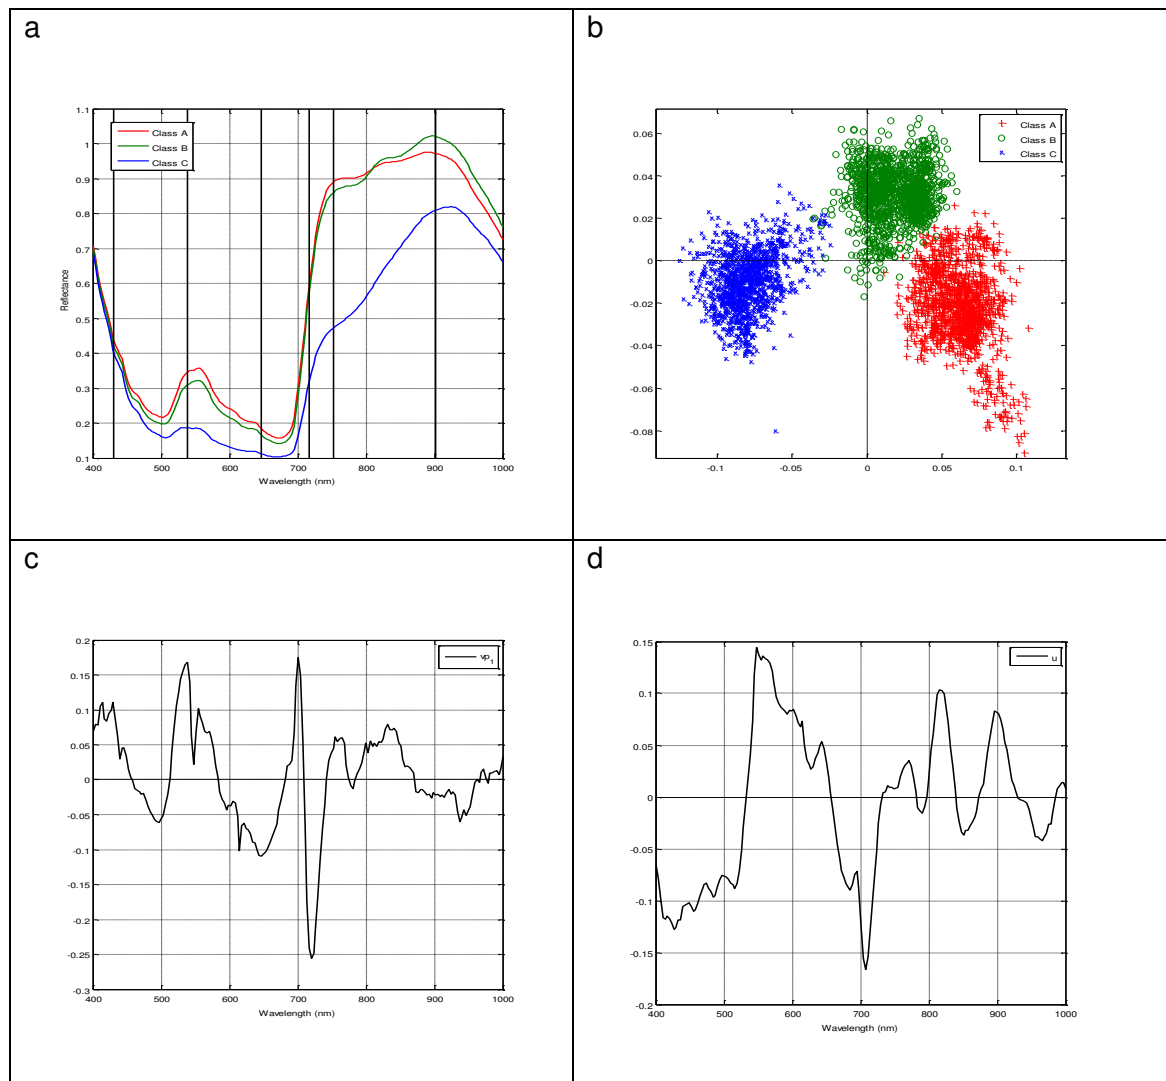 a
1.1
1
0.9
0.8
0.7
0.6
0.5
0.4
0.3
0.2
0.1
Reflectance
Class A
Class B
Class C
400 500 600 700 800 900 1000
Wavelength (nm)
b
0.06
0.04
0.02
0
-0.02
-0.04
-0.06
-0.08
Class A
Class B
Class C
-0.1 -0.05 0 0.05 0.1
c
0.2
0.15
0.1
0.05
0
-0.05
-0.1
-0.15
-0.2
-0.25
-0.3
vp1
400 500 600 700 800 900 1000
Wavelength (nm)
d
0.15
0.1
0.05
0
-0.05
-0.1
-0.15
-0.2
u
400 500 600 700 800 900 1000
Wavelength (nm)